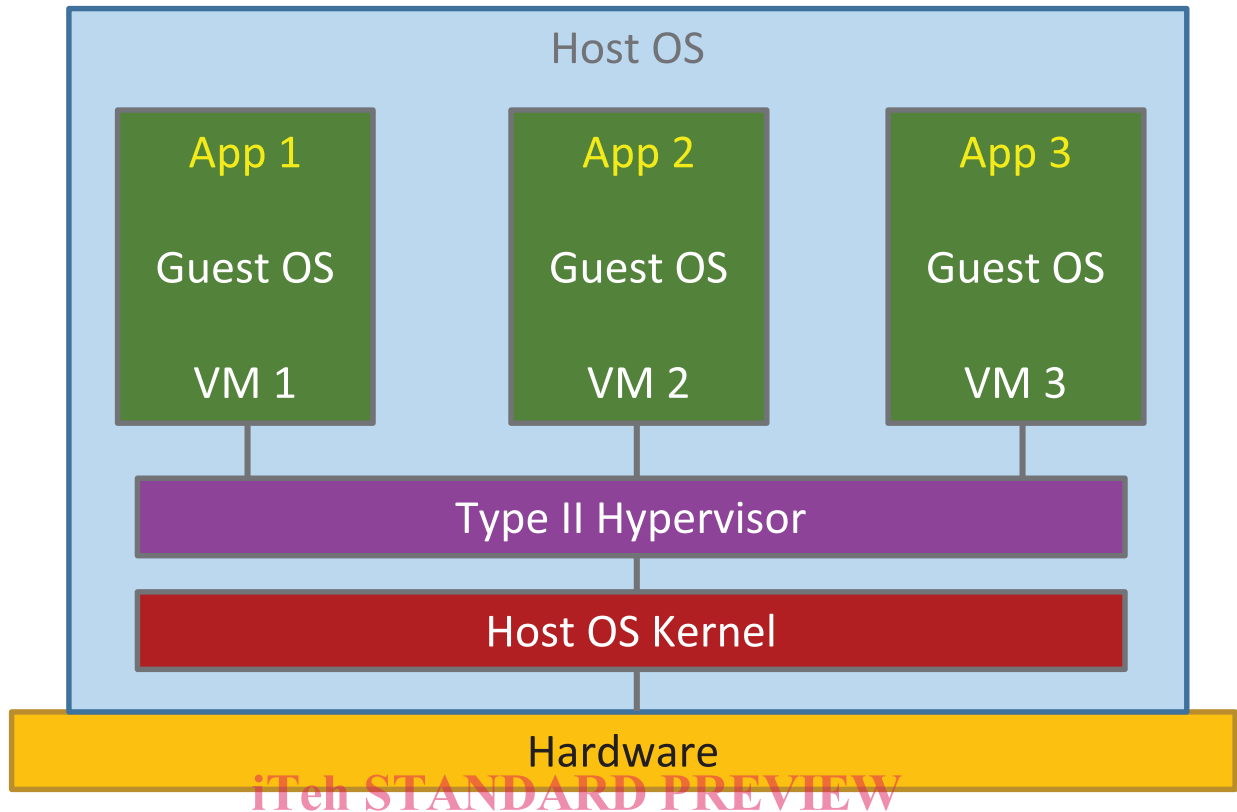 Host OS
App 1
Guest OS
VM 1
App 2
Guest OS
VM 2
App 3
Guest OS
VM 3
Type II Hypervisor
Host OS Kernel
Hardware
iTeh STANDARD PREVIEW